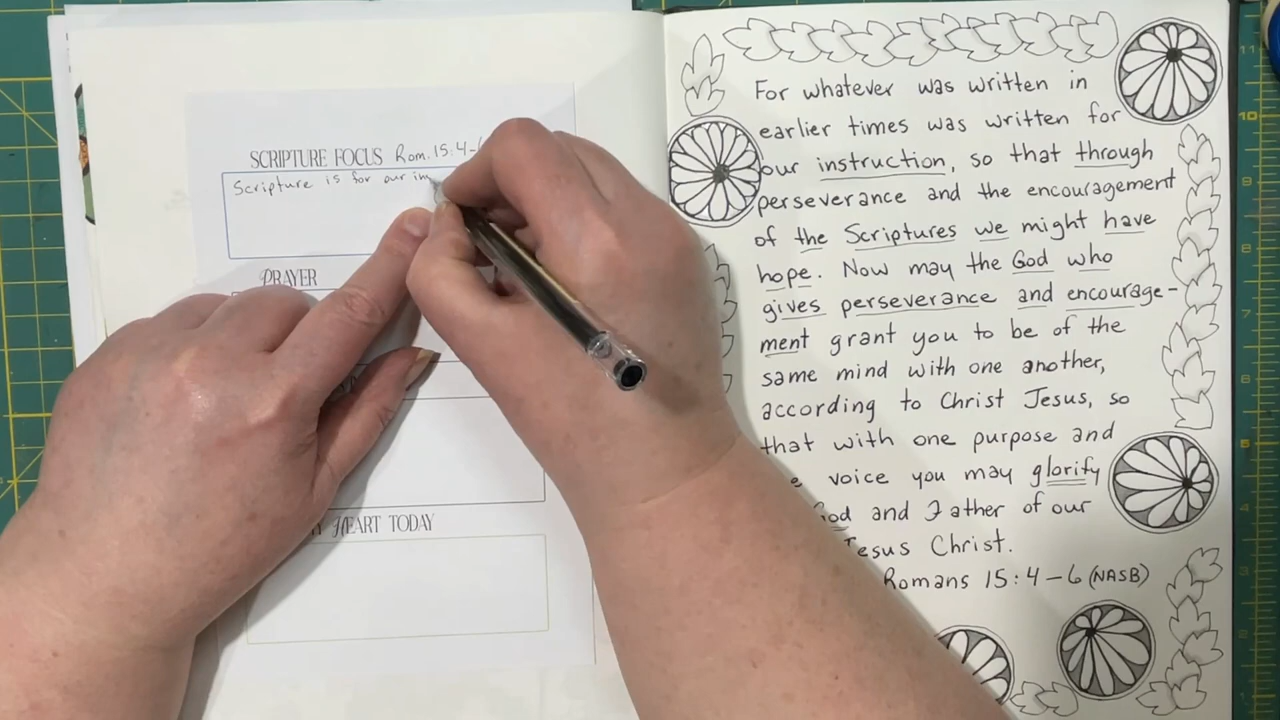 SCRIPTURE FOCUS Rom. 15:4-
Scripture is for our
PRAYER
HEART TODAY
For whatever was written in
earlier times was written for
our instruction, so that through
perseverance and the encouragement
of the Scriptures we might have
hope. Now may the God who
gives perseverance and encourage-
ment grant you to be of the
same mind with one another,
according to Christ Jesus, so
that with one purpose and
voice you may glorify
God and Father of our
Jesus Christ.
Romans 15:4-6 (NASB)